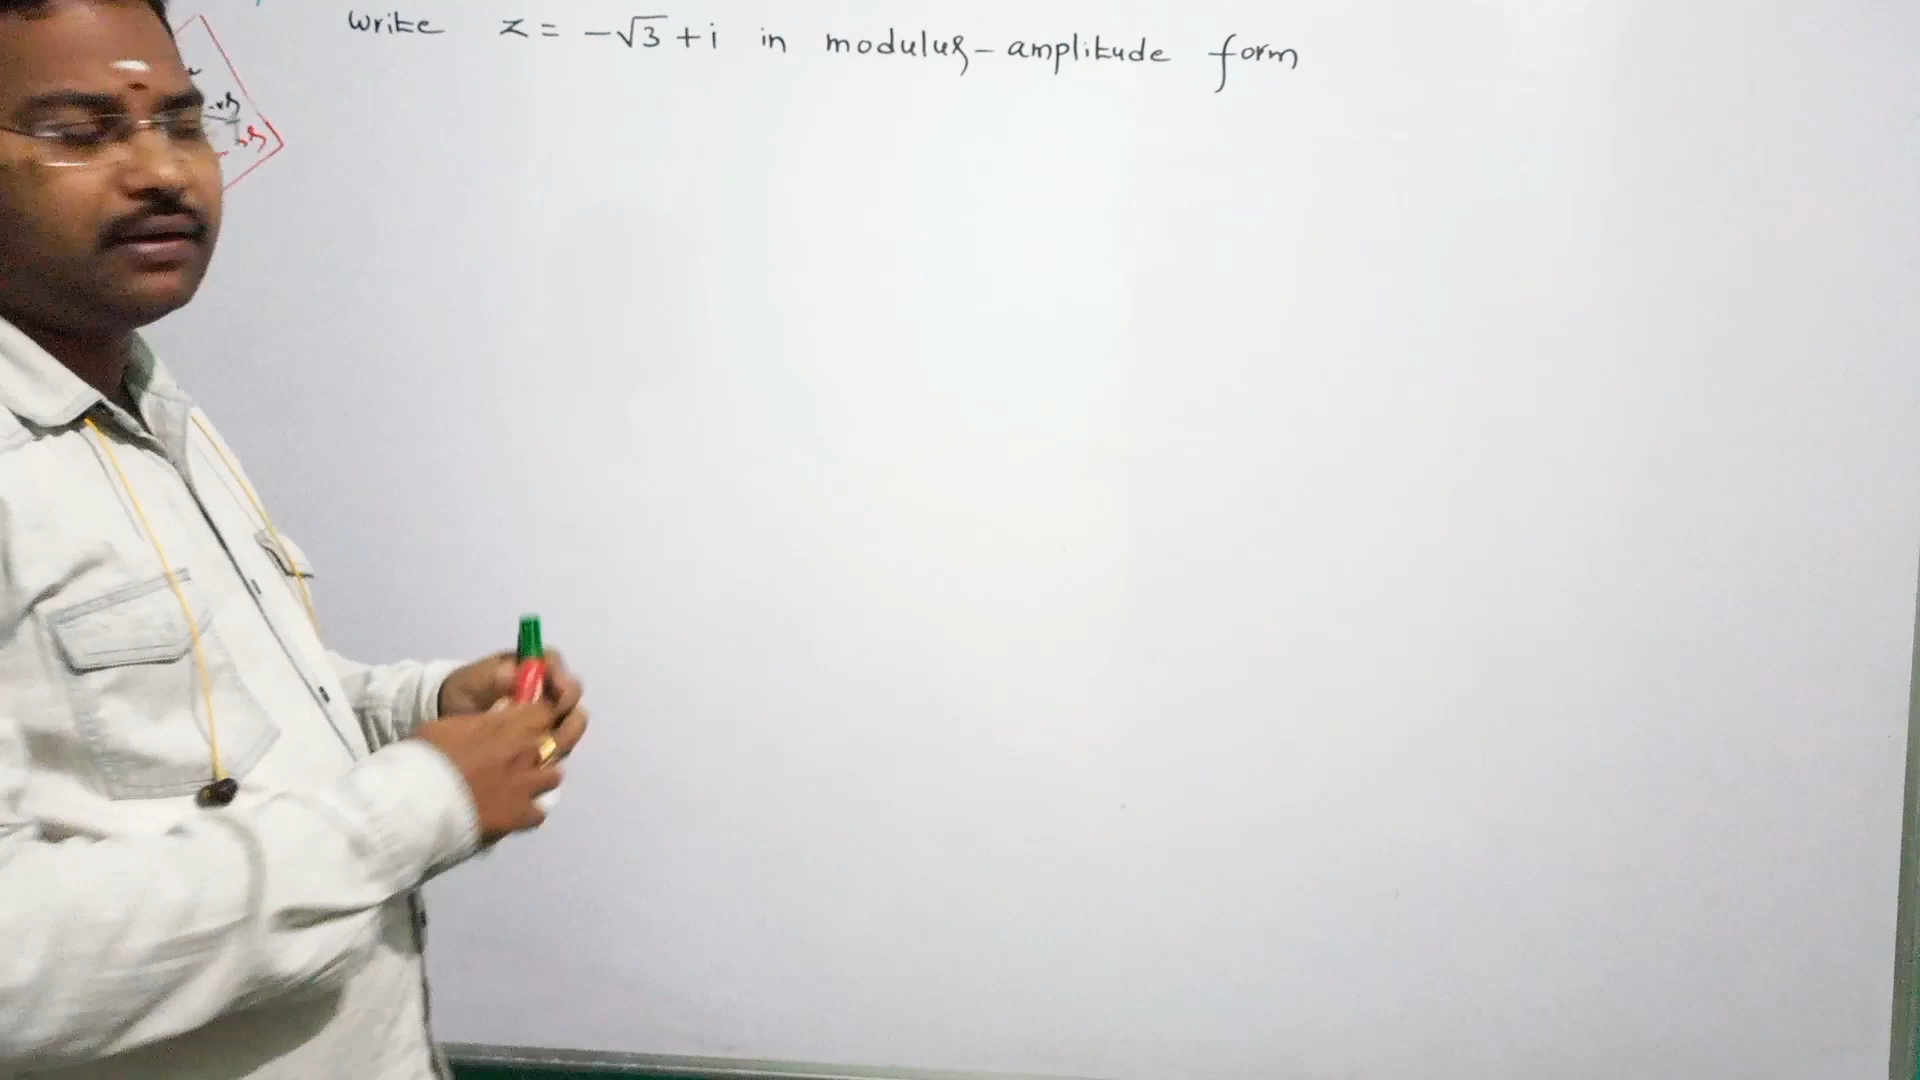 write z = -√3 + i in modulus - amplitude form